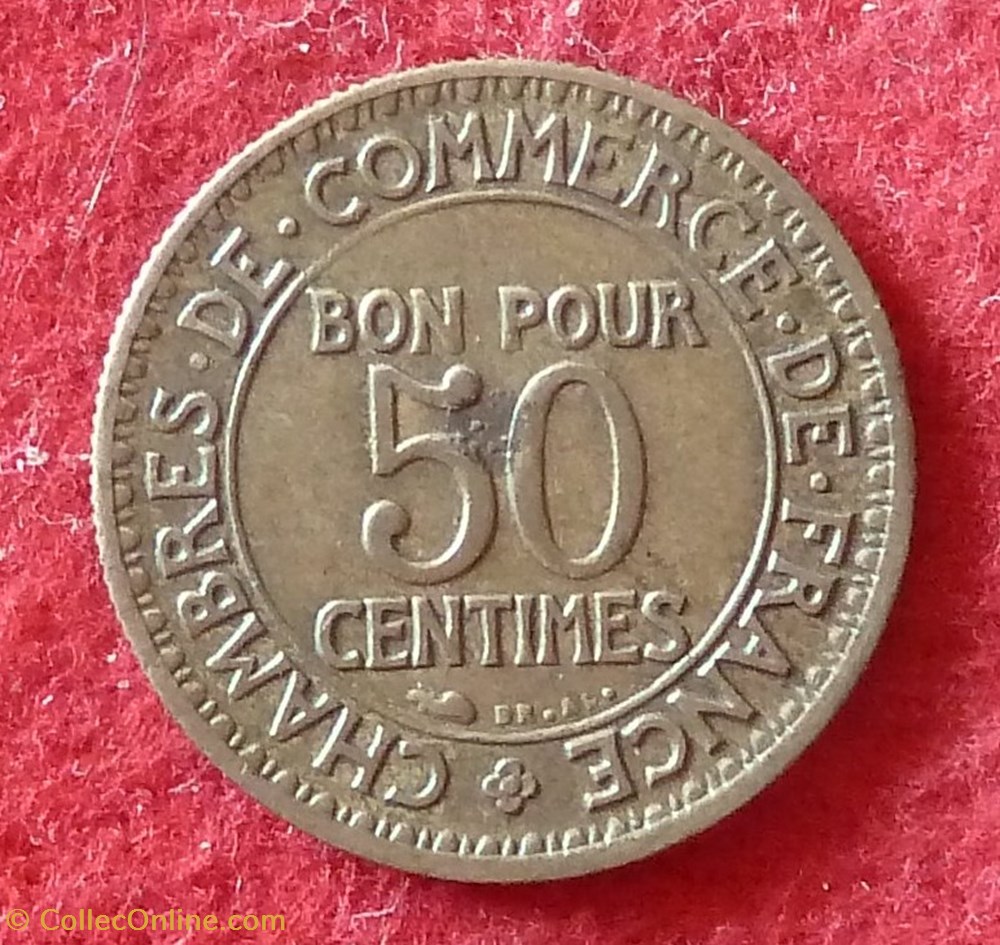 CHAMBRES·DE·COMMERCE·DE·FRANCE
BON POUR
50
CENTIMES
© CollecOnline.com